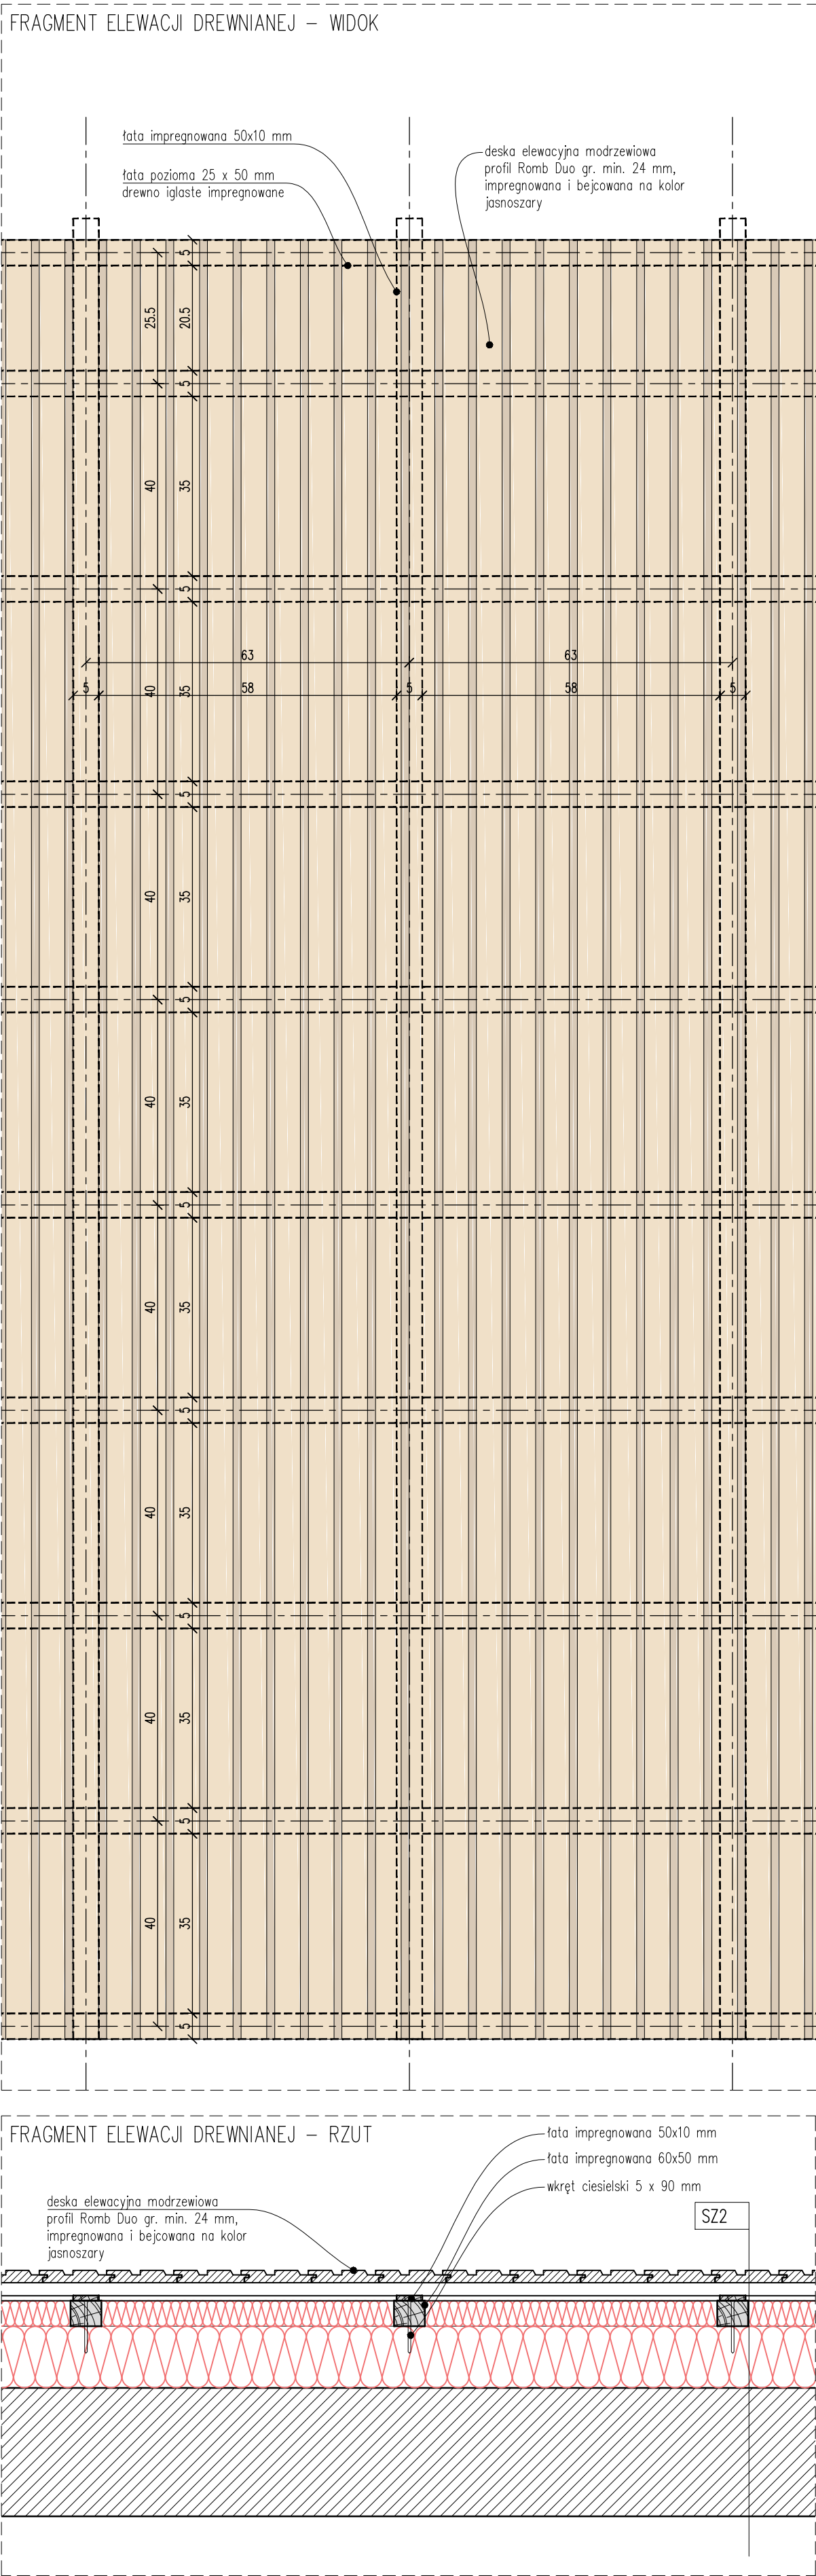 FRAGMENT ELEWACJI DREWNIANEJ - WIDOK
łata impregnowana 50x10 mm
łata pozioma 25 x 50 mm
drewno iglaste impregnowane
deska elewacyjna modrzewiowa
profil Romb Duo gr. min. 24 mm,
impregnowana i bejcowana na kolor
jasnoszary
5
25.5 20.5
5
40 35
5
63 63
5 58 5 58 5
40 35
5
40 35
5
40 35
5
40 35
5
40 35
5
40 35
5
40 35
5
FRAGMENT ELEWACJI DREWNIANEJ - RZUT
łata impregnowana 50x10 mm
łata impregnowana 60x50 mm
wkręt ciesielski 5 x 90 mm
deska elewacyjna modrzewiowa
profil Romb Duo gr. min. 24 mm,
impregnowana i bejcowana na kolor
jasnoszary
SZ2